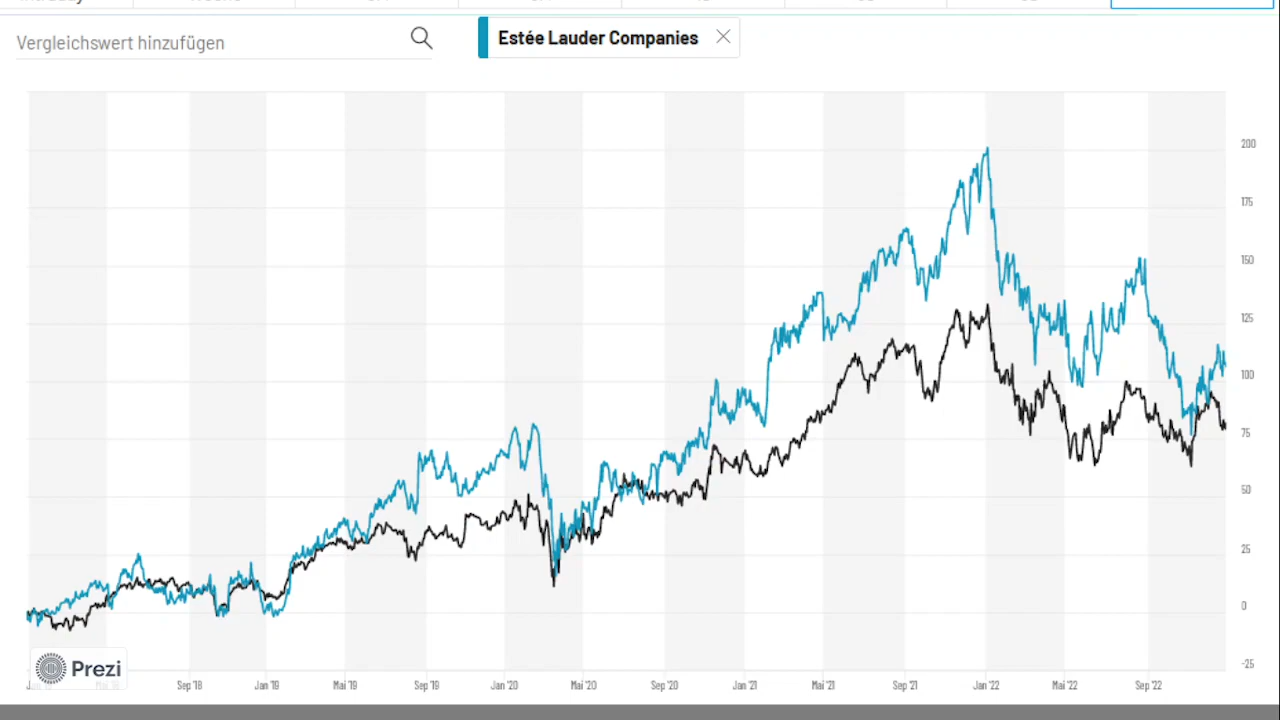 Vergleichswert hinzufügen
Estée Lauder Companies
200
175
150
125
100
75
50
25
0
-25
Prezi
Sep '18 Jan '19 Mai '19 Sep '19 Jan '20 Mai '20 Sep '20 Jan '21 Mai '21 Sep '21 Jan '22 Mai '22 Sep '22